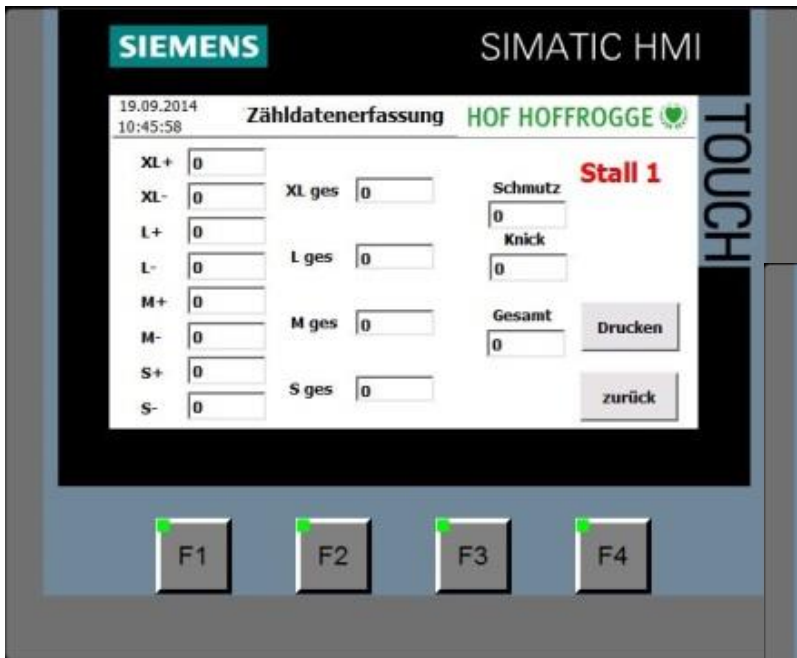 SIEMENS
SIMATIC HMI
TOUCH
19.09.2014
10:45:58
Zähldatenerfassung
HOF HOFFROGGE
Stall 1
XL+ 0
XL- 0
L+ 0
L- 0
M+ 0
M- 0
S+ 0
S- 0
XL ges 0
L ges 0
M ges 0
S ges 0
Schmutz
0
Knick
0
Gesamt
0
Drucken
zurück
F1
F2
F3
F4